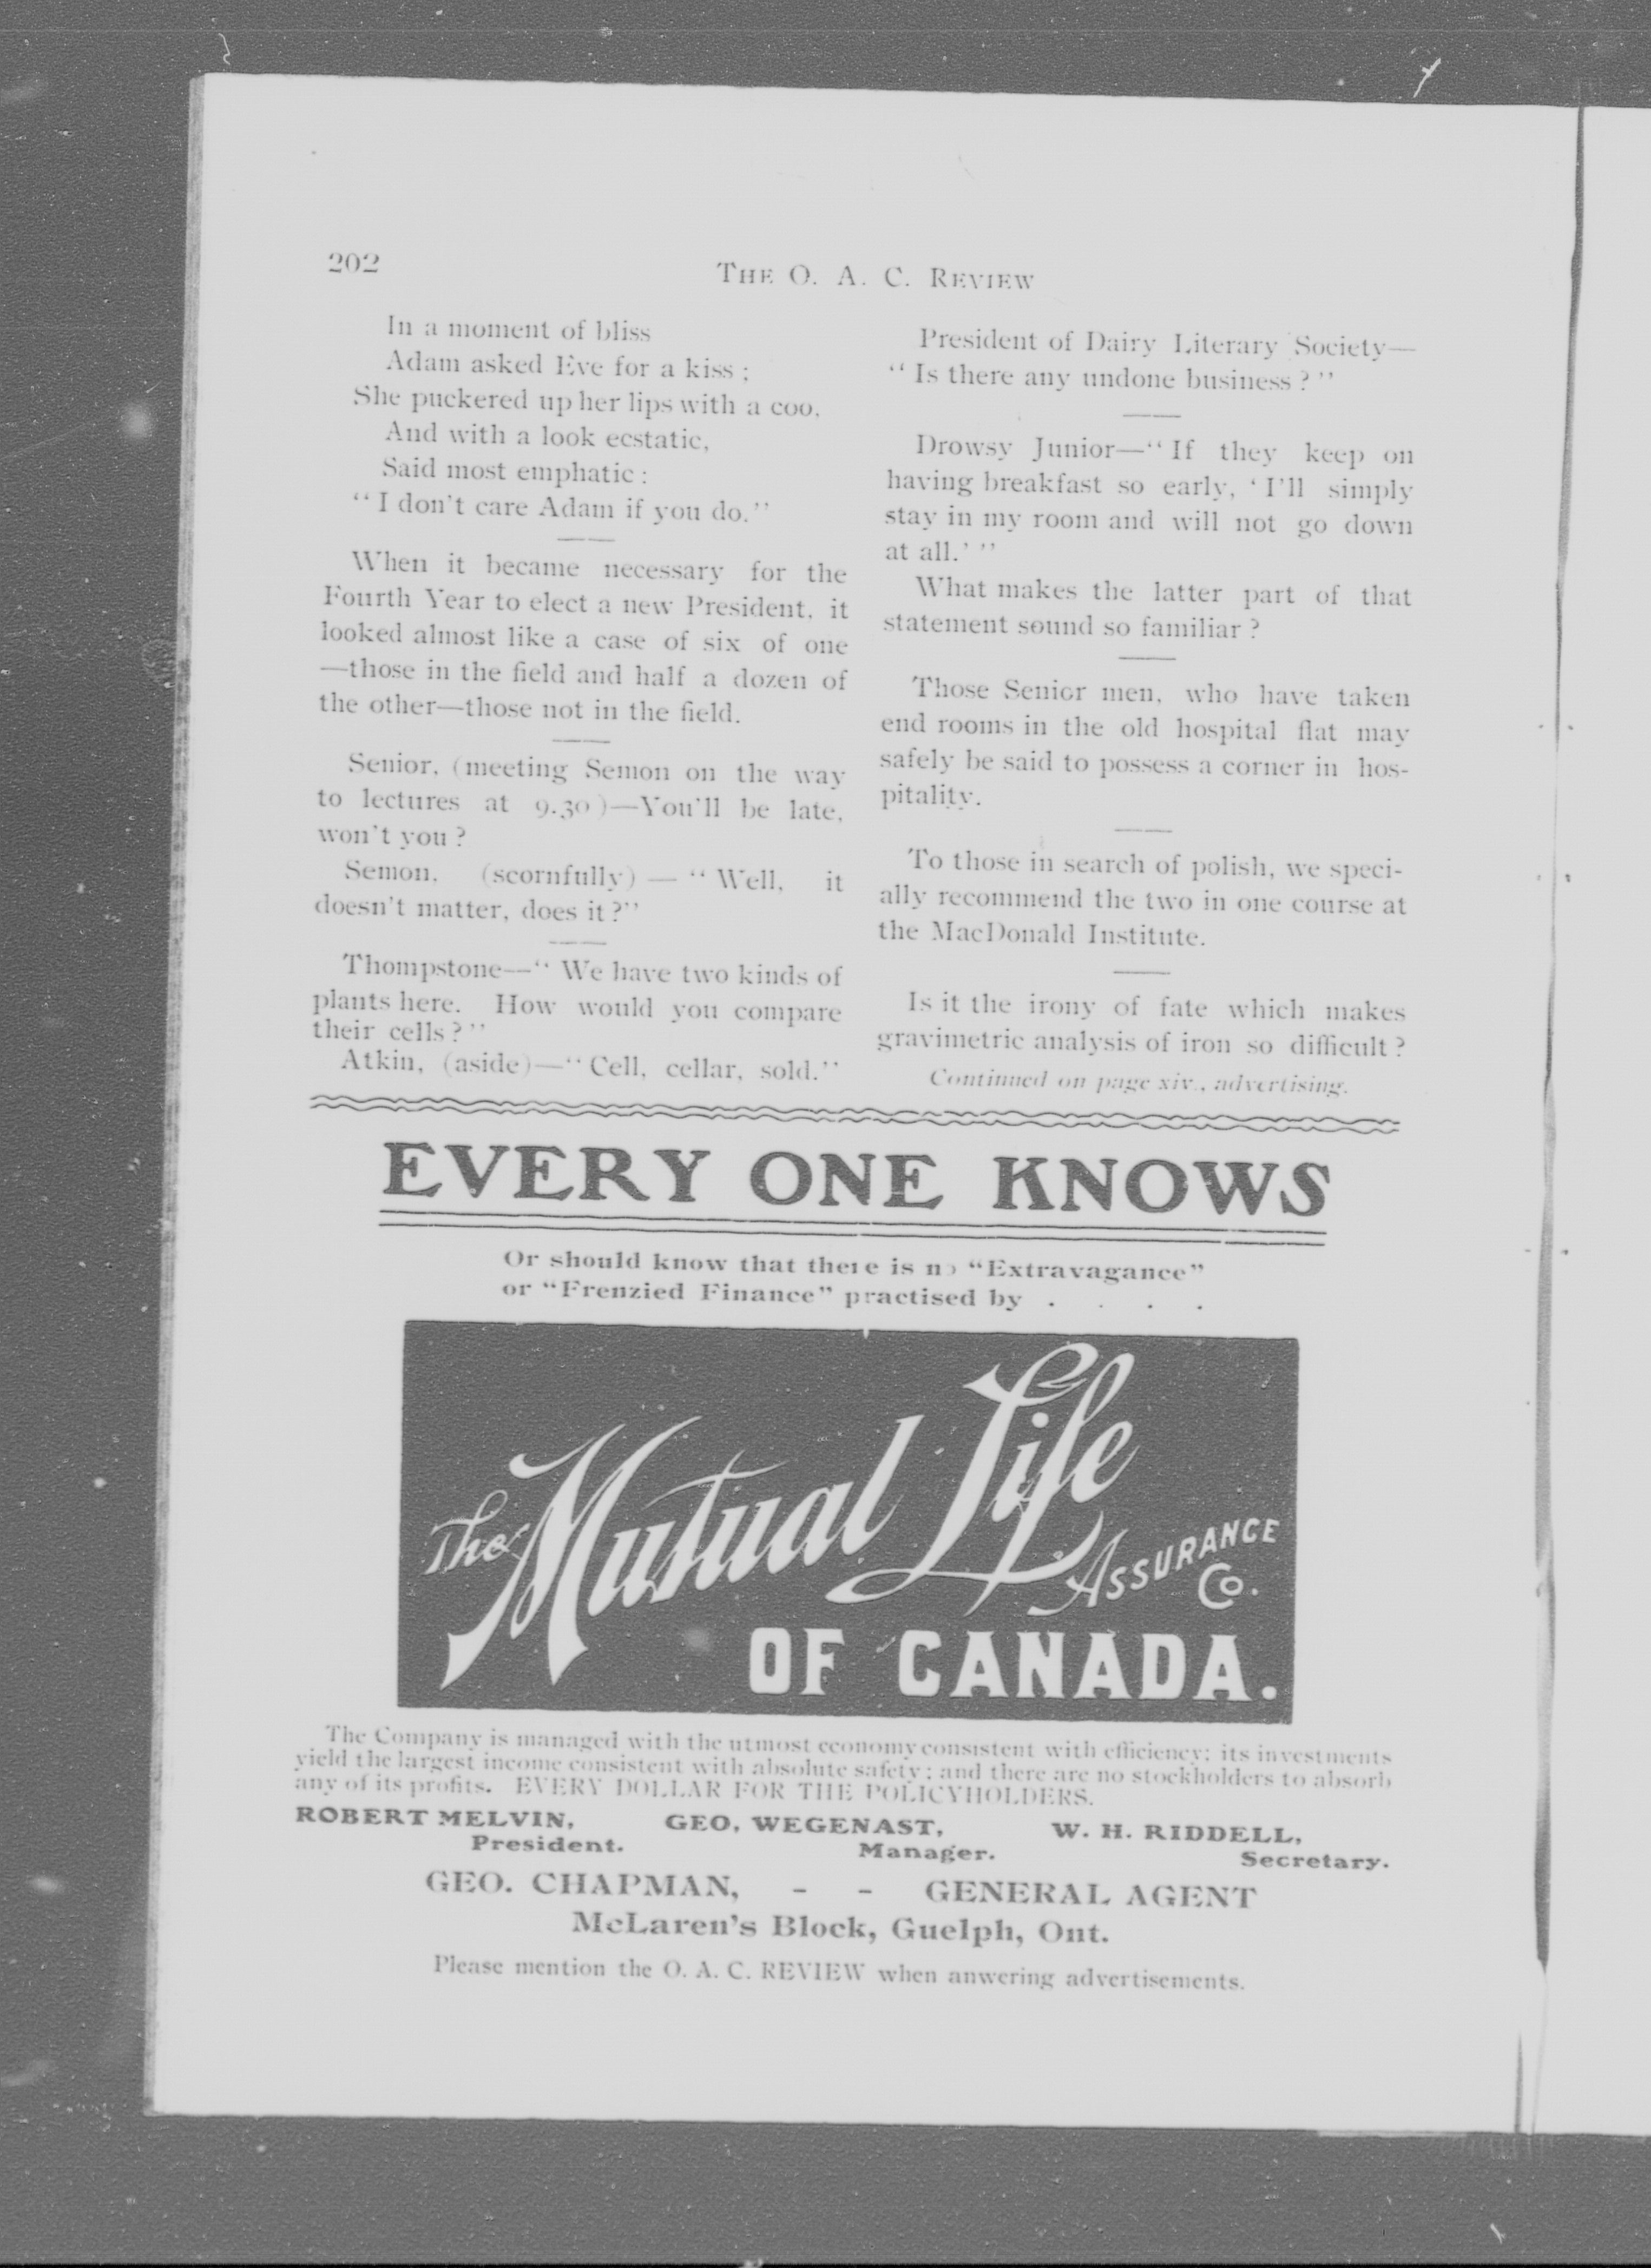 202
THE O. A. C. REVIEW
In a moment of bliss
Adam asked Eve for a kiss ;
She puckered up her lips with a coo,
And with a look ecstatic,
Said most emphatic :
“ I don't care Adam if you do.”
When it became necessary for the
Fourth Year to elect a new President, it
looked almost like a case of six of one
—those in the field and half a dozen of
the other—those not in the field.
Senior, (meeting Semon on the way
to lectures at 9.30)—You'll be late,
won't you ?
Semon, (scornfully) — “ Well, it
doesn't matter, does it ?”
Thompstone—“ We have two kinds of
plants here. How would you compare
their cells ? ”
Atkin, (aside)—“ Cell, cellar, sold.”
President of Dairy Literary Society—
“ Is there any undone business ? ”
Drowsy Junior—“ If they keep on
having breakfast so early, ‘ I'll simply
stay in my room and will not go down
at all.’ ”
What makes the latter part of that
statement sound so familiar ?
Those Senior men, who have taken
end rooms in the old hospital flat may
safely be said to possess a corner in hos-
pitality.
To those in search of polish, we speci-
ally recommend the two in one course at
the MacDonald Institute.
Is it the irony of fate which makes
gravimetric analysis of iron so difficult ?
Continued on page xiv., advertising.
EVERY ONE KNOWS
Or should know that there is no “Extravagance”
or “Frenzied Finance” practised by . . . .
The Mutual Life
ASSURANCE
Co.
OF CANADA.
The Company is managed with the utmost economy consistent with efficiency; its investments
yield the largest income consistent with absolute safety ; and there are no stockholders to absorb
any of its profits. EVERY DOLLAR FOR THE POLICYHOLDERS.
ROBERT MELVIN, GEO. WEGENAST, W. H. RIDDELL,
President. Manager. Secretary.
GEO. CHAPMAN, - - GENERAL AGENT
McLaren's Block, Guelph, Ont.
Please mention the O. A. C. REVIEW when anwering advertisements.